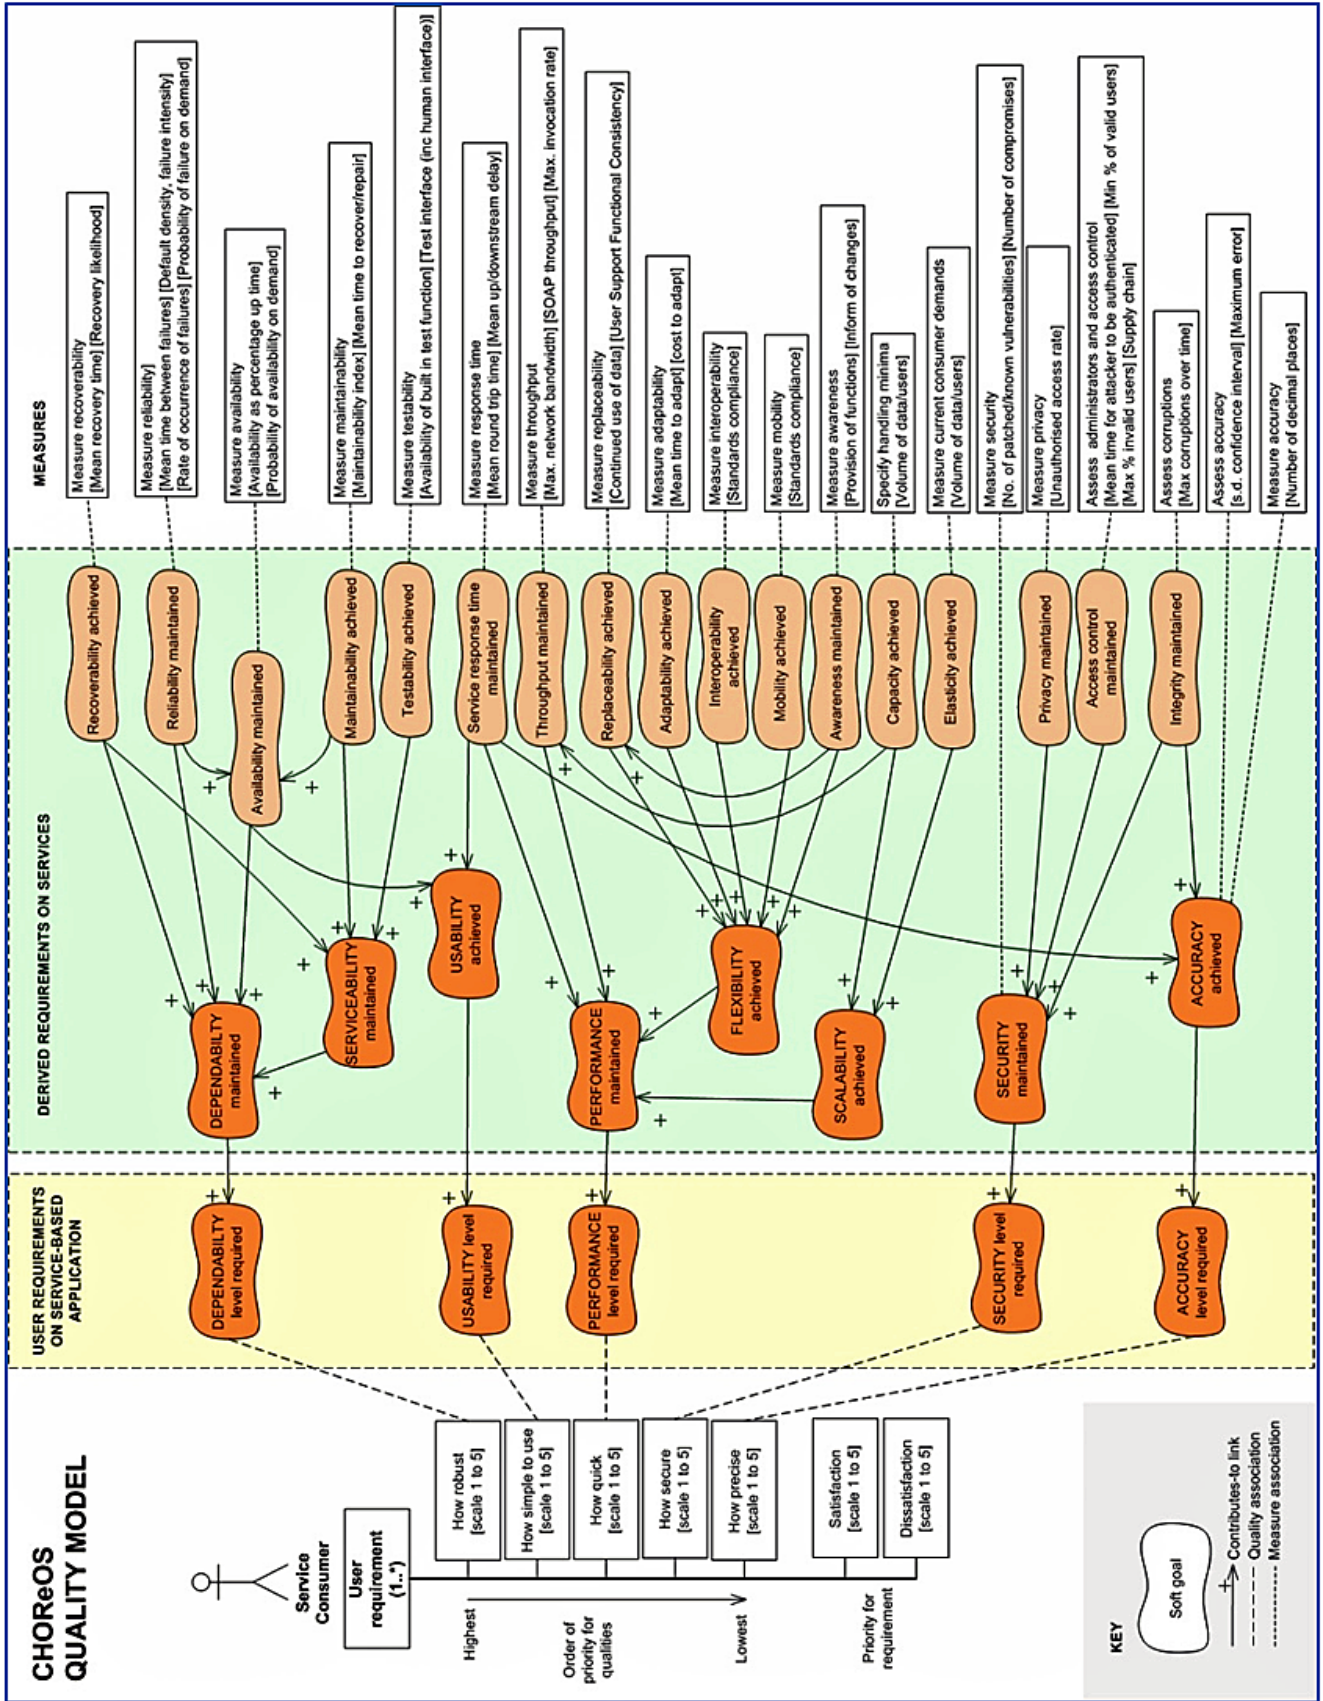 CHOReOS
QUALITY MODEL
Service
Consumer
User
requirement
(1..*)
Highest
Order of
priority for
qualities
Lowest
Priority for
requirement
How robust
[scale 1 to 5]
How simple to use
[scale 1 to 5]
How quick
[scale 1 to 5]
How secure
[scale 1 to 5]
How precise
[scale 1 to 5]
Satisfaction
[scale 1 to 5]
Dissatisfaction
[scale 1 to 5]
KEY
Soft goal
+
Contributes-to link
Quality association
Measure association
USER REQUIREMENTS
ON SERVICE-BASED
APPLICATION
DEPENDABILTY
level required
USABILITY level
required
PERFORMANCE
level required
SECURITY level
required
ACCURACY
level required
DERIVED REQUIREMENTS ON SERVICES
DEPENDABILTY
maintained
SERVICEABILITY
maintained
USABILITY
achieved
PERFORMANCE
maintained
FLEXIBILITY
achieved
SCALABILITY
achieved
SECURITY
maintained
ACCURACY
achieved
Recoverability achieved
Reliability maintained
Availability maintained
Maintainability achieved
Testability achieved
Service response time
maintained
Throughput maintained
Replaceability achieved
Adaptability achieved
Interoperability
achieved
Mobility achieved
Awareness maintained
Capacity achieved
Elasticity achieved
Privacy maintained
Access control
maintained
Integrity maintained
MEASURES
Measure recoverability
[Mean recovery time] [Recovery likelihood]
Measure reliability]
[Mean time between failures] [Default density, failure intensity]
[Rate of occurrence of failures] [Probability of failure on demand]
Measure availability
[Availability as percentage up time]
[Probability of availability on demand]
Measure maintainability
[Maintainability index] [Mean time to recover/repair]
Measure testability
[Availability of built in test function] [Test interface (inc human interface)]
Measure response time
[Mean round trip time] [Mean up/downstream delay]
Measure throughput
[Max. network bandwidth] [SOAP throughput] [Max. invocation rate]
Measure replaceability
[Continued use of data] [User Support Functional Consistency]
Measure adaptability
[Mean time to adapt] [cost to adapt]
Measure interoperability
[Standards compliance]
Measure mobility
[Standards compliance]
Measure awareness
[Provision of functions] [Inform of changes]
Specify handling minima
[Volume of data/users]
Measure current consumer demands
[Volume of data/users]
Measure security
[No. of patched/known vulnerabilities] [Number of compromises]
Measure privacy
[Unauthorised access rate]
Assess administrators and access control
[Mean time for attacker to be authenticated] [Min % of valid users]
[Max % invalid users] [Supply chain]
Assess corruptions
[Max corruptions over time]
Assess accuracy
[s.d. confidence interval] [Maximum error]
Measure accuracy
[Number of decimal places]